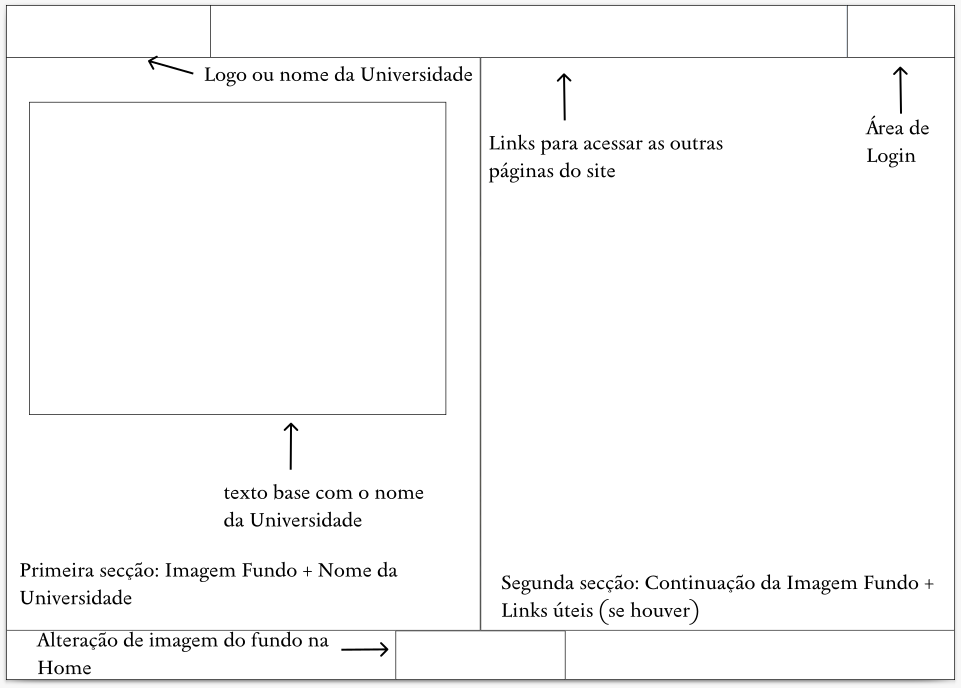 Logo ou nome da Universidade
Links para acessar as outras
páginas do site
Área de
Login
texto base com o nome
da Universidade
Primeira secção: Imagem Fundo + Nome da
Universidade
Segunda secção: Continuação da Imagem Fundo +
Links úteis (se houver)
Alteração de imagem do fundo na
Home